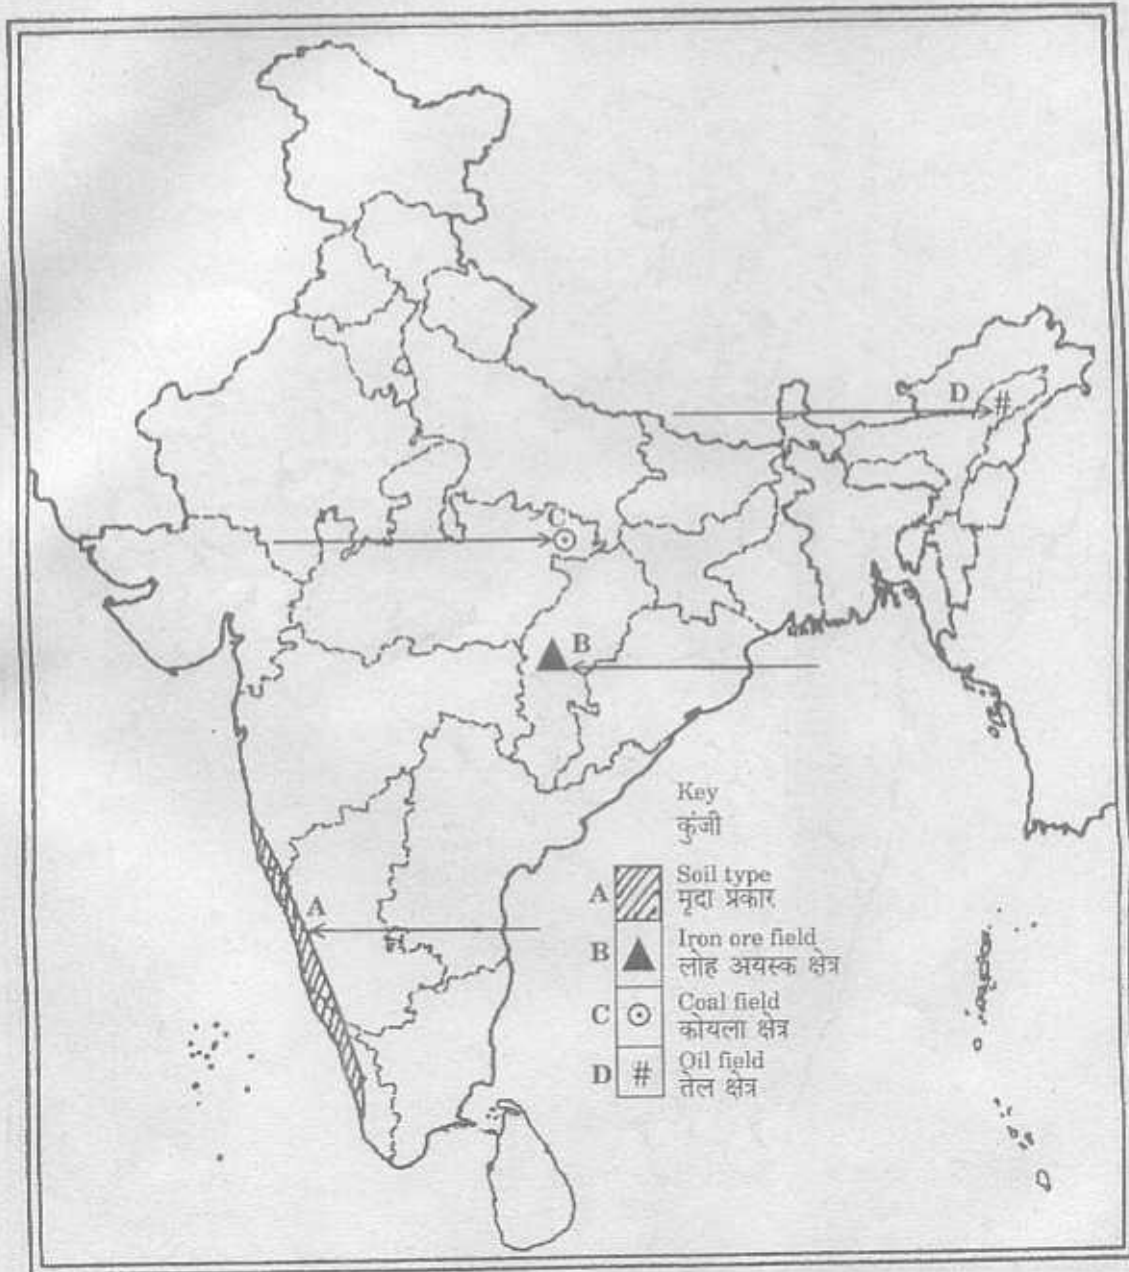 D
#
C
B
A
Key
कुंजी
A
Soil type
मृदा प्रकार
B
Iron ore field
लोह अयस्क क्षेत्र
C
Coal field
कोयला क्षेत्र
D
#
Oil field
तेल क्षेत्र